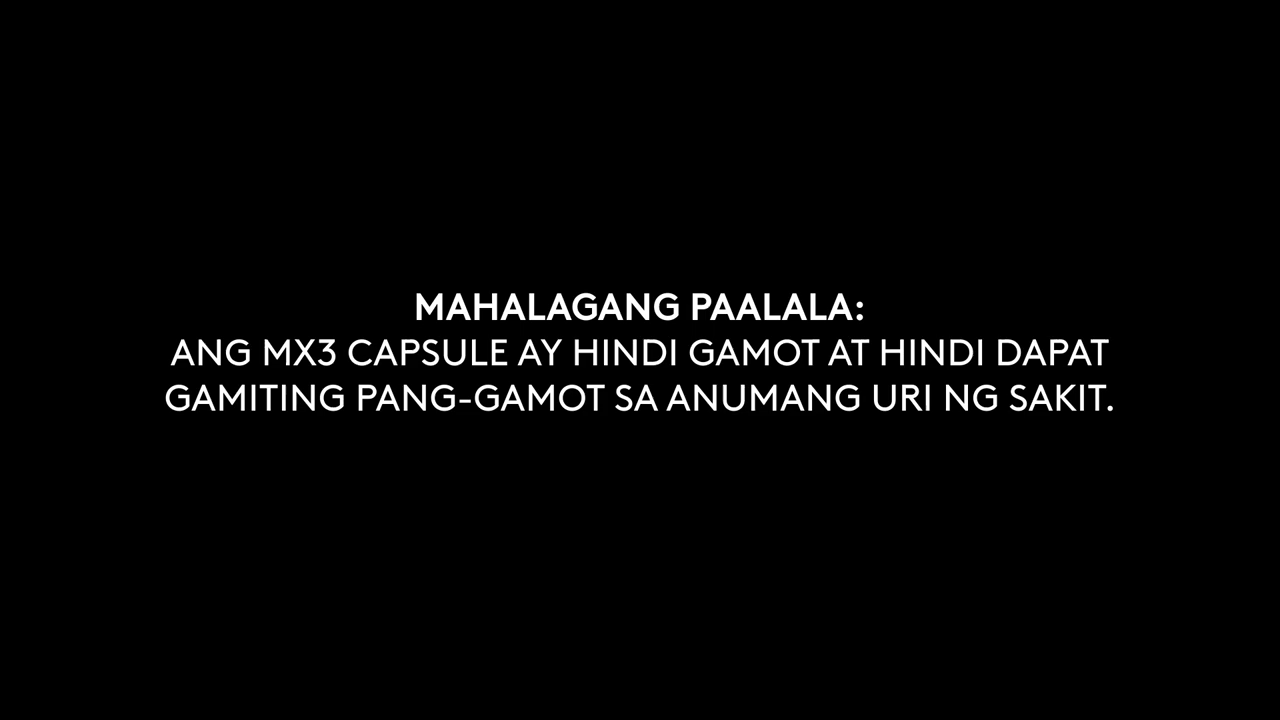 MAHALAGANG PAALALA:
ANG MX3 CAPSULE AY HINDI GAMOT AT HINDI DAPAT
GAMITING PANG-GAMOT SA ANUMANG URI NG SAKIT.